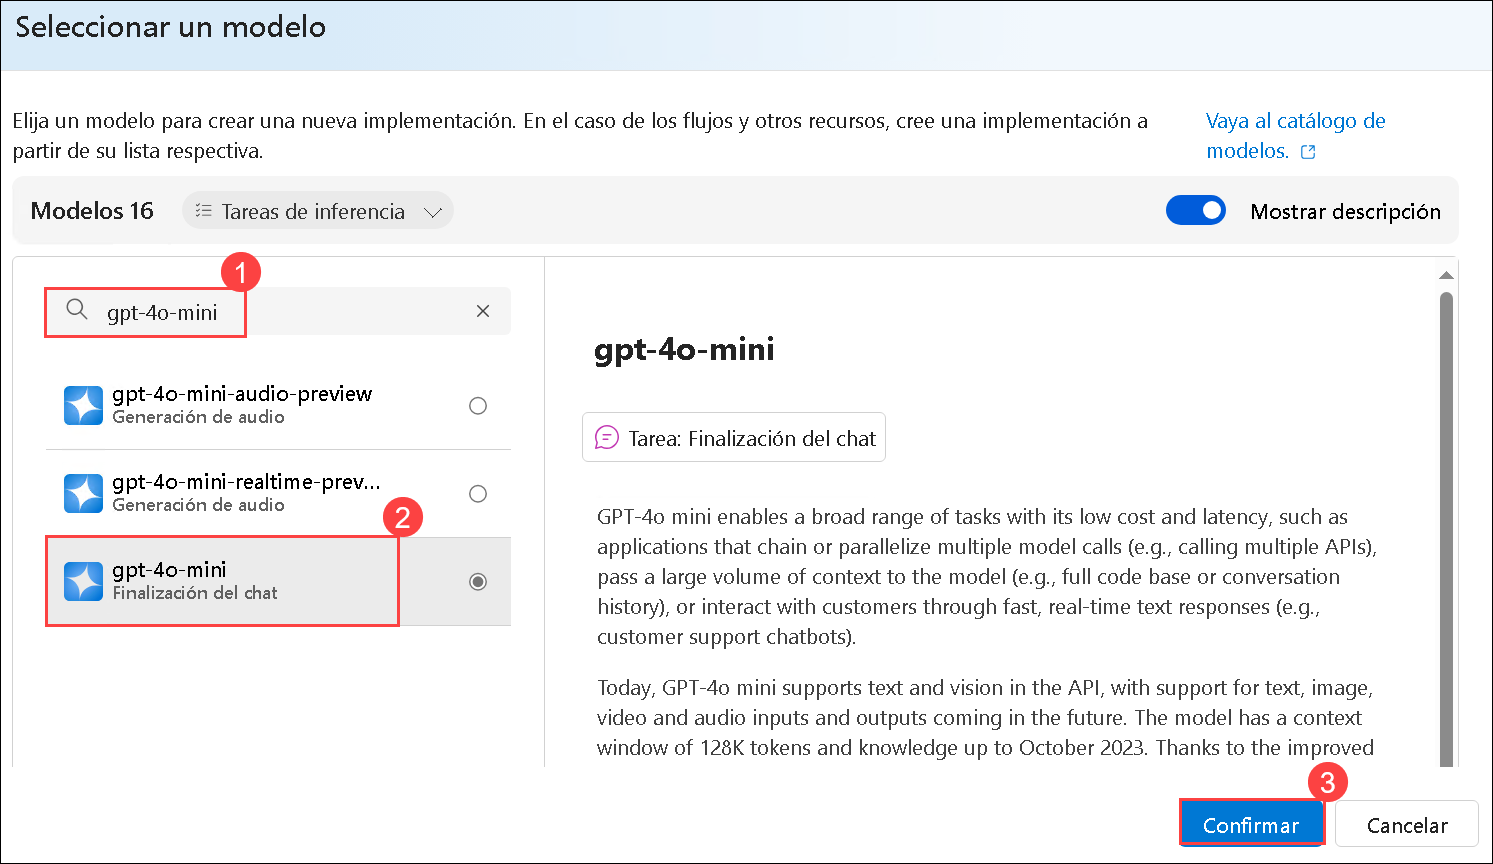 Seleccionar un modelo
Elija un modelo para crear una nueva implementación. En el caso de los flujos y otros recursos, cree una implementación a
partir de su lista respectiva.
Vaya al catálogo de
modelos.
Modelos 16
Tareas de inferencia
Mostrar descripción
1
gpt-4o-mini
gpt-4o-mini-audio-preview
Generación de audio
gpt-4o-mini-realtime-prev...
Generación de audio
2
gpt-4o-mini
Finalización del chat
gpt-4o-mini
Tarea: Finalización del chat
GPT-4o mini enables a broad range of tasks with its low cost and latency, such as
applications that chain or parallelize multiple model calls (e.g., calling multiple APIs),
pass a large volume of context to the model (e.g., full code base or conversation
history), or interact with customers through fast, real-time text responses (e.g.,
customer support chatbots).
Today, GPT-4o mini supports text and vision in the API, with support for text, image,
video and audio inputs and outputs coming in the future. The model has a context
window of 128K tokens and knowledge up to October 2023. Thanks to the improved
3
Confirmar
Cancelar